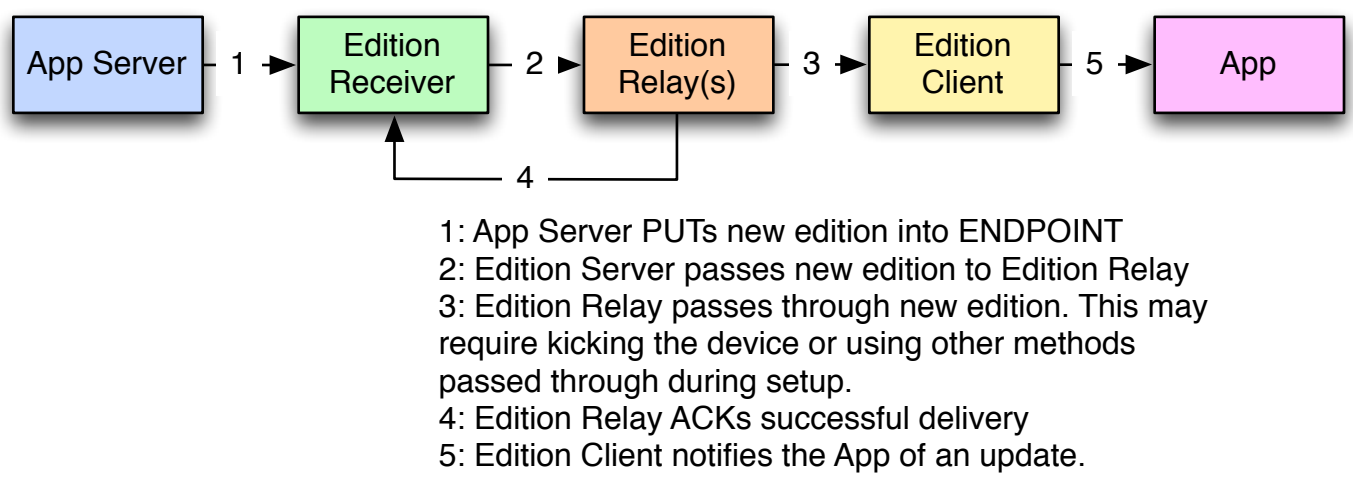 App Server
1
Edition
Receiver
2
Edition
Relay(s)
3
Edition
Client
5
App
4
1: App Server PUTs new edition into ENDPOINT
2: Edition Server passes new edition to Edition Relay
3: Edition Relay passes through new edition. This may
require kicking the device or using other methods
passed through during setup.
4: Edition Relay ACKs successful delivery
5: Edition Client notifies the App of an update.